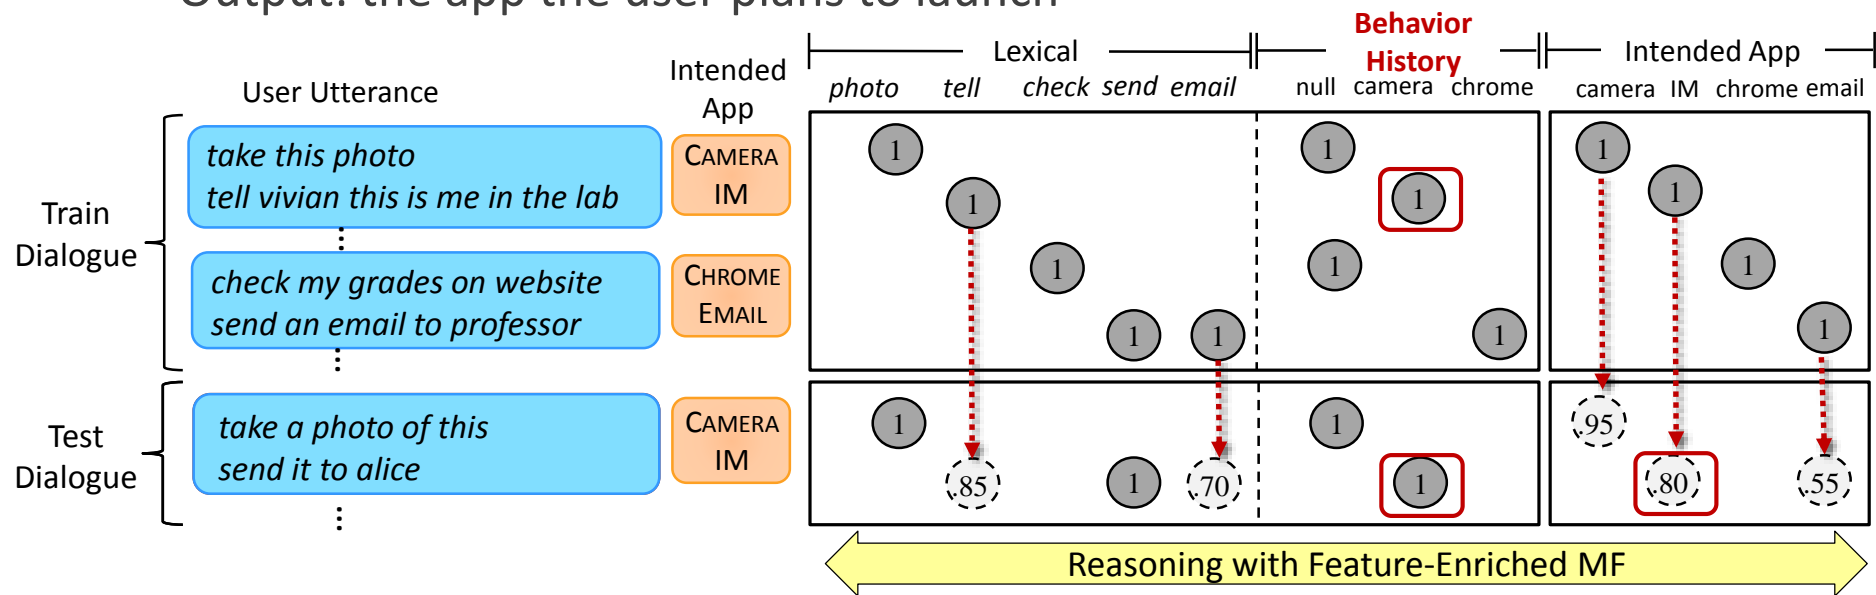 Output: the app the user plans to launch
Behavior
History
Lexical
Intended App
User Utterance
Intended
App
photo tell check send email
null camera chrome
camera IM chrome email
Train
Dialogue
take this photo
tell vivian this is me in the lab
CAMERA
IM
1 1 1
1 1 1
⋮
check my grades on website
send an email to professor
CHROME
EMAIL
1 1 1
1 1 1 1
⋮
Test
Dialogue
take a photo of this
send it to alice
CAMERA
IM
1 1 .95
.85 1 .70 1 .80 .55
⋮
Reasoning with Feature-Enriched MF